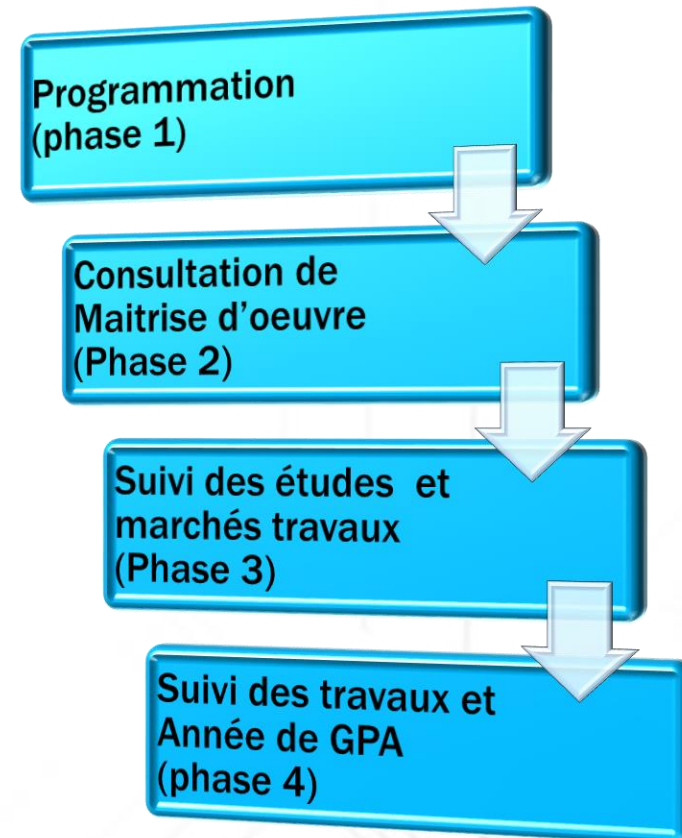 Programmation
(phase 1)
Consultation de
Maitrise d'oeuvre
(Phase 2)
Suivi des études et
marchés travaux
(Phase 3)
Suivi des travaux et
Année de GPA
(phase 4)